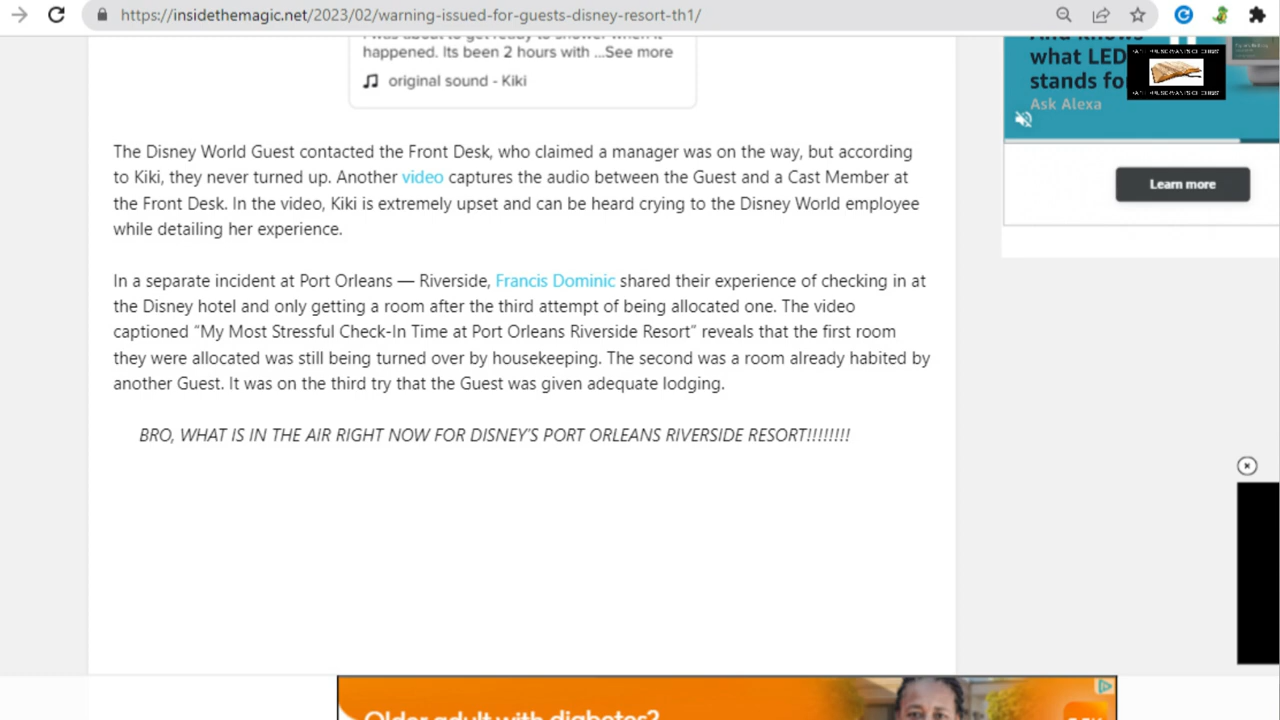 https://insidethemagic.net/2023/02/warning-issued-for-guests-disney-resort-th1/
happened. Its been 2 hours with ...See more
original sound - Kiki
The Disney World Guest contacted the Front Desk, who claimed a manager was on the way, but according
to Kiki, they never turned up. Another video captures the audio between the Guest and a Cast Member at
the Front Desk. In the video, Kiki is extremely upset and can be heard crying to the Disney World employee
while detailing her experience.
In a separate incident at Port Orleans — Riverside, Francis Dominic shared their experience of checking in at
the Disney hotel and only getting a room after the third attempt of being allocated one. The video
captioned “My Most Stressful Check-In Time at Port Orleans Riverside Resort” reveals that the first room
they were allocated was still being turned over by housekeeping. The second was a room already habited by
another Guest. It was on the third try that the Guest was given adequate lodging.
BRO, WHAT IS IN THE AIR RIGHT NOW FOR DISNEY’S PORT ORLEANS RIVERSIDE RESORT!!!!!!!!
what LED
stands fo
Ask Alexa
Learn more
Older adult with diabetes?